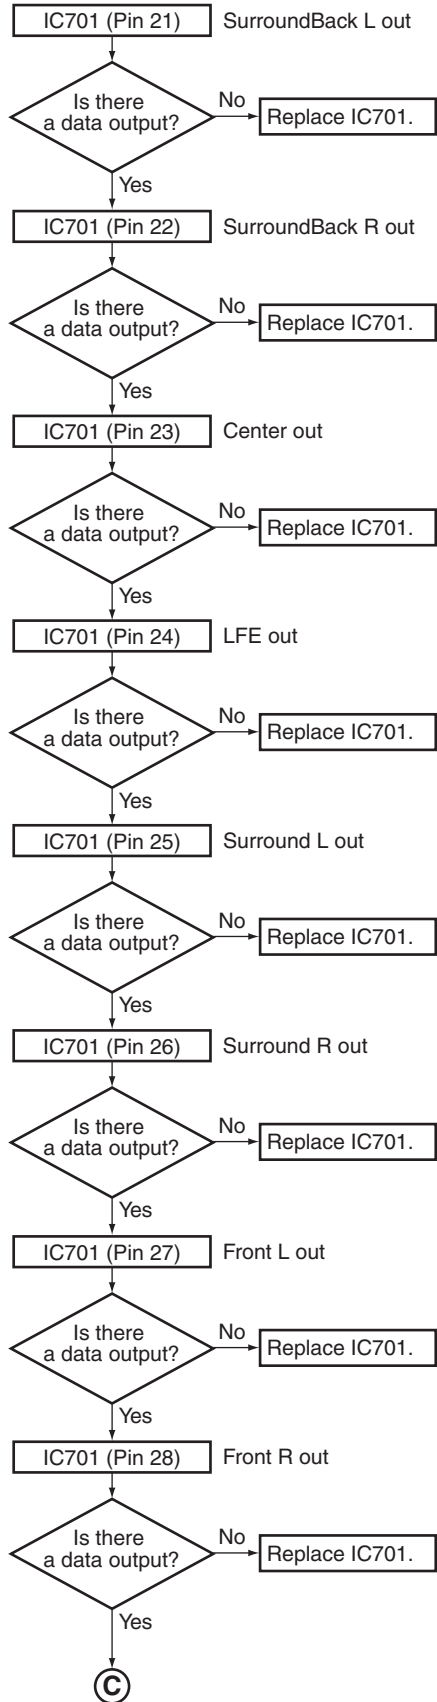 IC701 (Pin 21) SurroundBack L out
Is there
a data output?
No
Replace IC701.
Yes
IC701 (Pin 22) SurroundBack R out
Is there
a data output?
No
Replace IC701.
Yes
IC701 (Pin 23) Center out
Is there
a data output?
No
Replace IC701.
Yes
IC701 (Pin 24) LFE out
Is there
a data output?
No
Replace IC701.
Yes
IC701 (Pin 25) Surround L out
Is there
a data output?
No
Replace IC701.
Yes
IC701 (Pin 26) Surround R out
Is there
a data output?
No
Replace IC701.
Yes
IC701 (Pin 27) Front L out
Is there
a data output?
No
Replace IC701.
Yes
IC701 (Pin 28) Front R out
Is there
a data output?
No
Replace IC701.
Yes
C